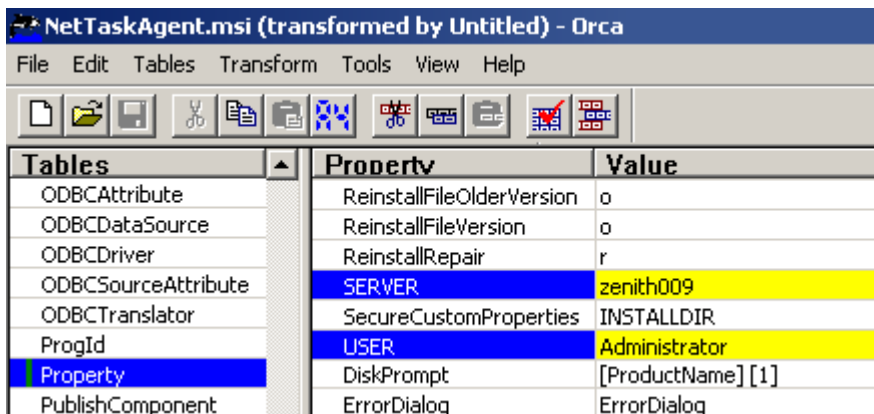 NetTaskAgent.msi (transformed by Untitled) - Orca
File Edit Tables Transform Tools View Help
Tables Property Value
ODBCAttribute ReinstallFileOlderVersion o
ODBCDataSource ReinstallFileVersion o
ODBCDriver ReinstallRepair r
ODBCSourceAttribute SERVER zenith009
ODBCTranslator SecureCustomProperties INSTALLDIR
ProgId USER Administrator
Property DiskPrompt [ProductName] [1]
PublishComponent ErrorDialog ErrorDialog